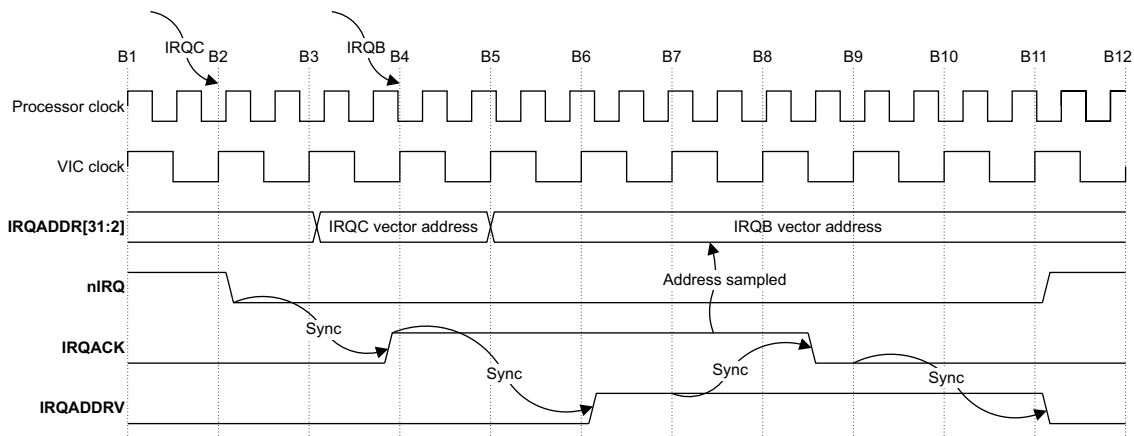 IRQC IRQB
B1 B2 B3 B4 B5 B6 B7 B8 B9 B10 B11 B12
Processor clock
VIC clock
IRQADDR[31:2] IRQC vector address IRQB vector address
nIRQ Address sampled
Sync
IRQACK
Sync Sync Sync
IRQADDRV